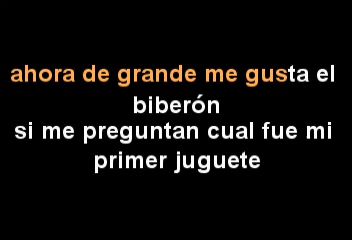 ahora de grande me gusta el
biberón
si me preguntan cual fue mi
primer juguete